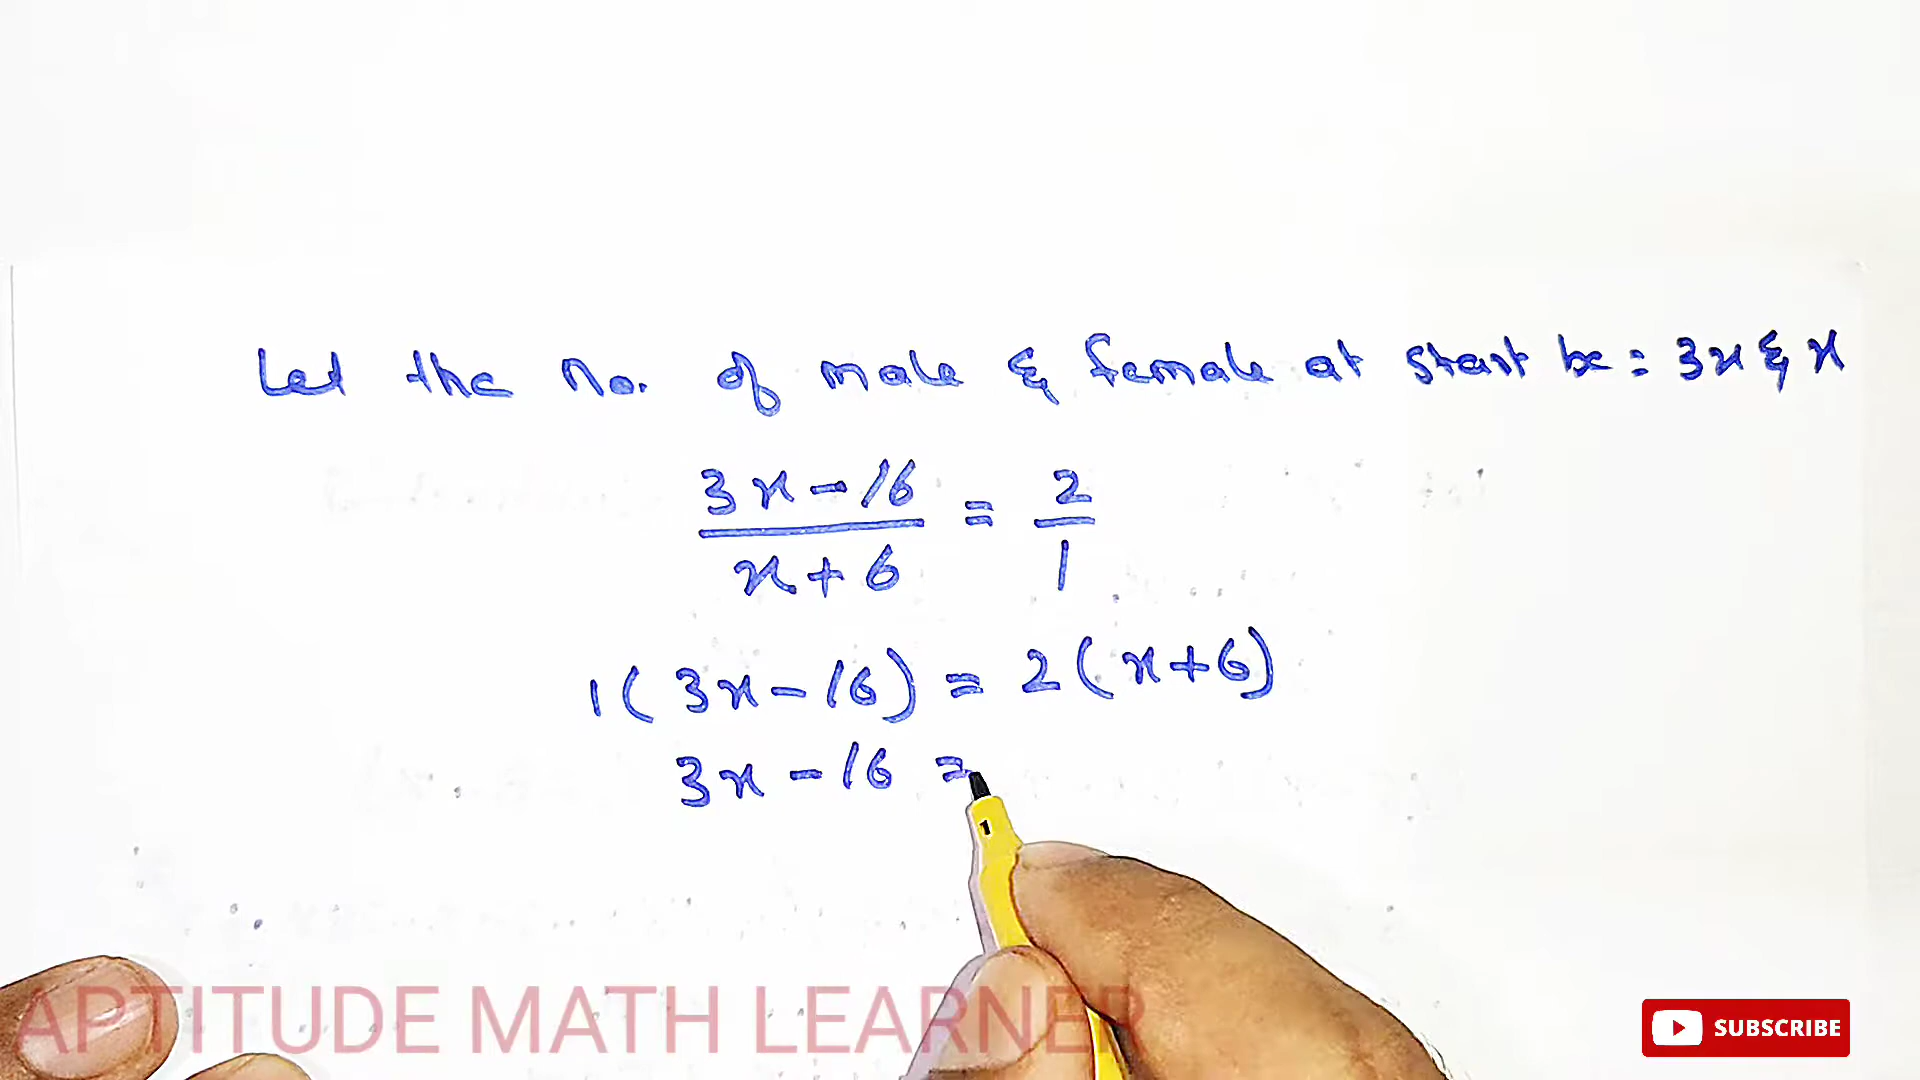 Let the No. of male & female at start be = 3x & x
3x - 16 / x + 6 = 2 / 1
1(3x - 16) = 2(x + 6)
3x - 16 =
1
APTITUDE MATH LEARNER
SUBSCRIBE